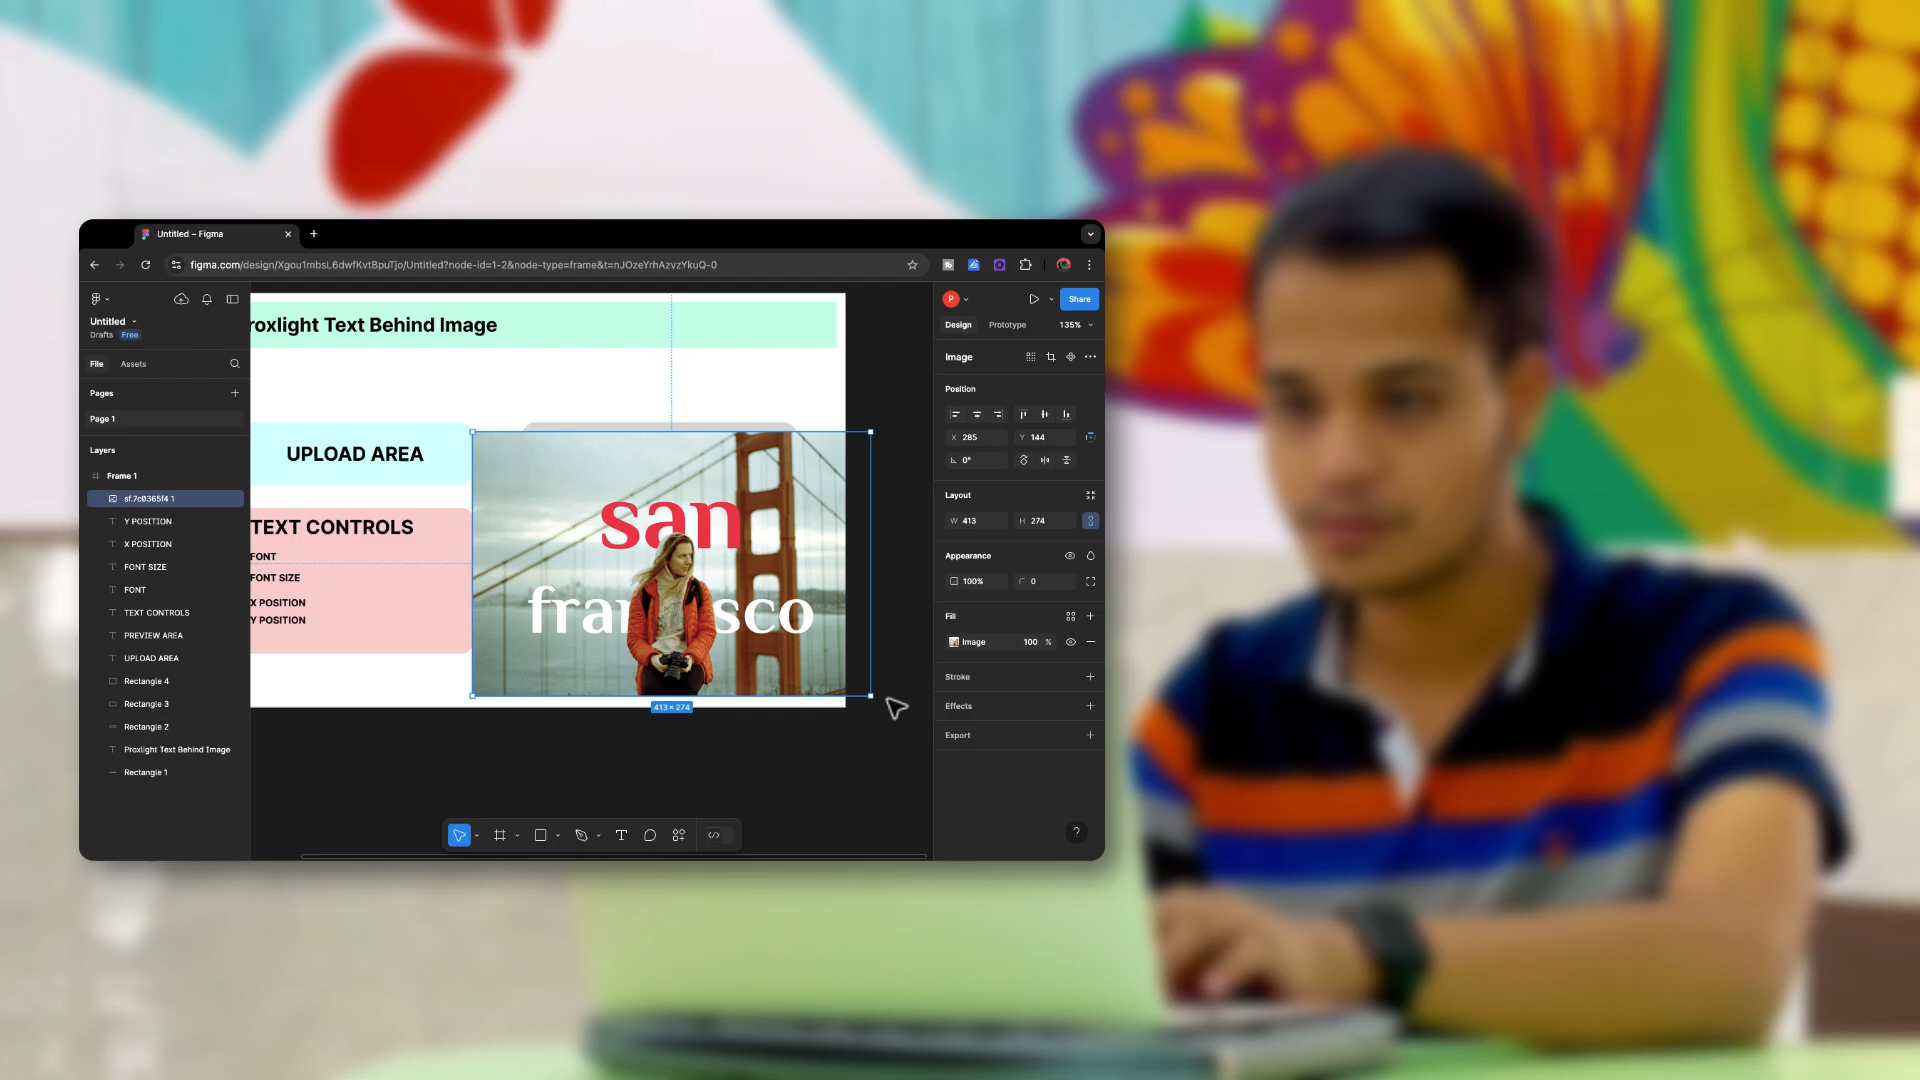 Untitled – Figma
figma.com/design/Xgou1mbsL6dwfKvtBpuTjo/Untitled?node-id=1-2&node-type=frame&t=nJOzeYrhAzvzYkuQ-0
Untitled
Drafts Free
File Assets
Pages
Page 1
Layers
Frame 1
sf.7c0365f4 1
Y POSITION
X POSITION
FONT SIZE
FONT
TEXT CONTROLS
PREVIEW AREA
UPLOAD AREA
Rectangle 4
Rectangle 3
Rectangle 2
Proxlight Text Behind Image
Rectangle 1
roxlight Text Behind Image
UPLOAD AREA
TEXT CONTROLS
FONT
FONT SIZE
X POSITION
Y POSITION
san
fran sco
413 × 274
P
Share
Design Prototype 135%
Image
Position
X 285 Y 144
0°
Layout
W 413 H 274
Appearance
100% 0
Fill
Image 100 %
Stroke
Effects
Export
?